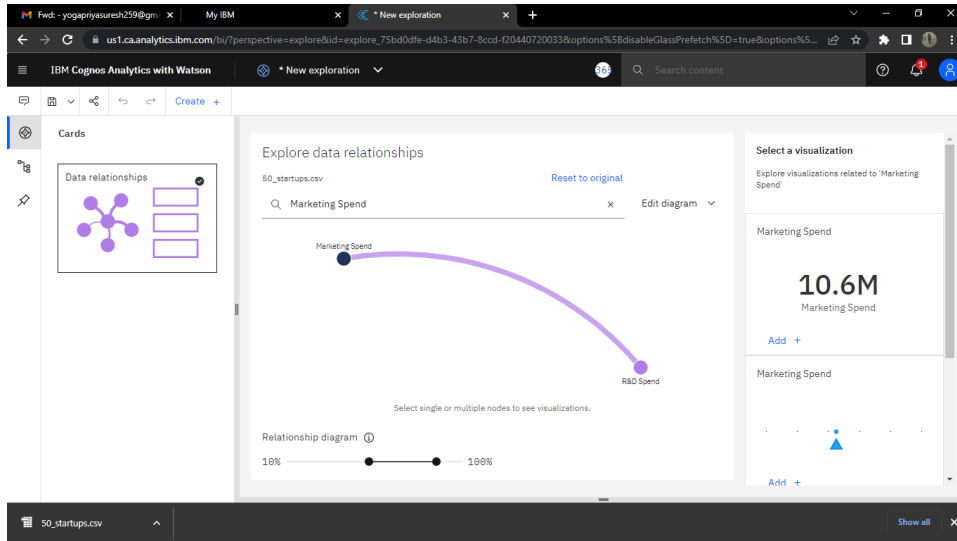 Fwd: - yogapriyasuresh259@gm
My IBM
* New exploration
us1.ca.analytics.ibm.com/bi/?perspective=explore&id=explore_75bd0dfe-d4b3-43b7-8ccd-f20440720033&options%5BdisableGlassPrefetch%5D=true&options%5...
IBM Cognos Analytics with Watson
* New exploration
365
Search content
1
Create +
Cards
Data relationships
Explore data relationships
50_startups.csv
Reset to original
Marketing Spend
Edit diagram
Marketing Spend
R&D Spend
Select single or multiple nodes to see visualizations.
Relationship diagram
10%
100%
Select a visualization
Explore visualizations related to 'Marketing
Spend'
Marketing Spend
10.6M
Marketing Spend
Add +
Marketing Spend
Add +
50_startups.csv
Show all